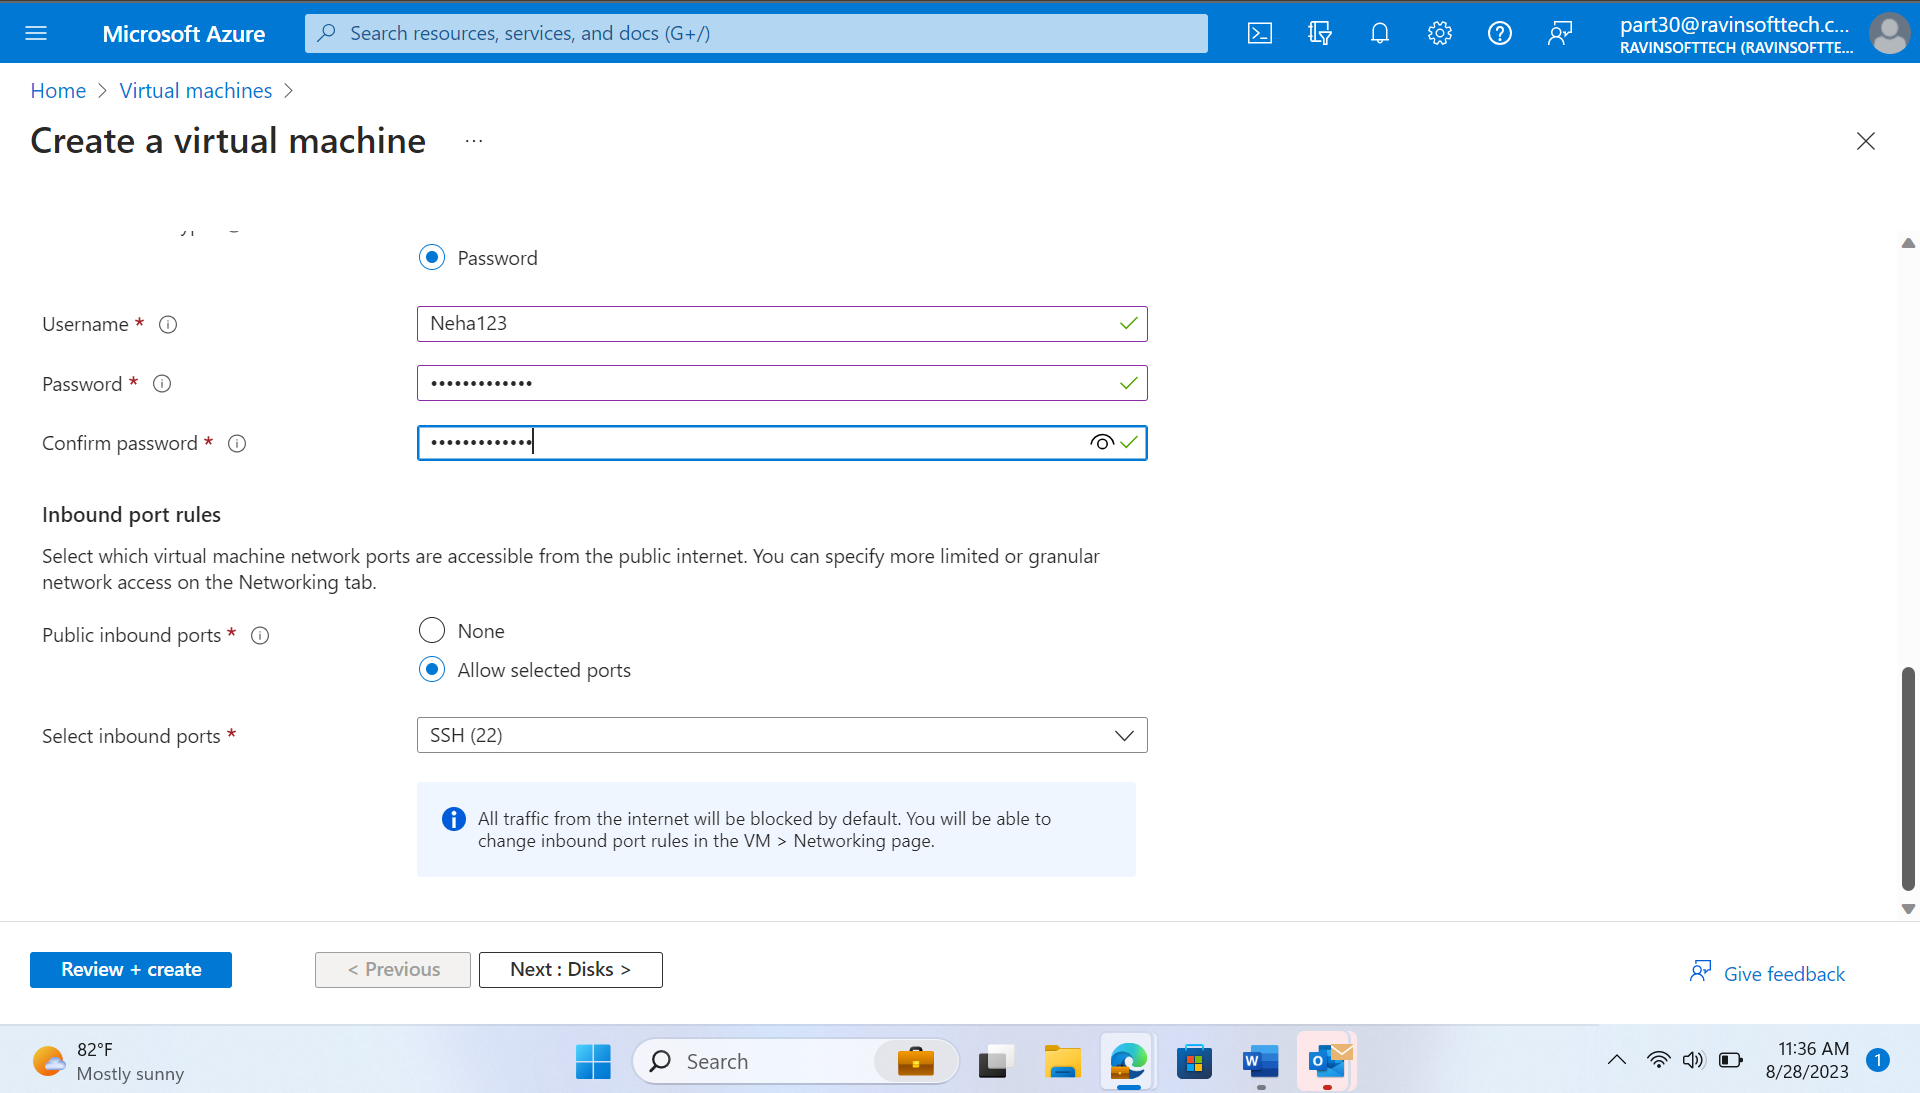 Microsoft Azure
Search resources, services, and docs (G+/)
part30@ravinsofttech.c...
RAVINSOFTTECH (RAVINSOFTTE...
Home > Virtual machines >
Create a virtual machine ...
Password
Username * Neha123
Password * •••••••••••••
Confirm password * •••••••••••••
Inbound port rules
Select which virtual machine network ports are accessible from the public internet. You can specify more limited or granular
network access on the Networking tab.
Public inbound ports * None
Allow selected ports
Select inbound ports * SSH (22)
All traffic from the internet will be blocked by default. You will be able to
change inbound port rules in the VM > Networking page.
Review + create < Previous Next : Disks > Give feedback
82°F
Mostly sunny
Search
11:36 AM
8/28/2023
1